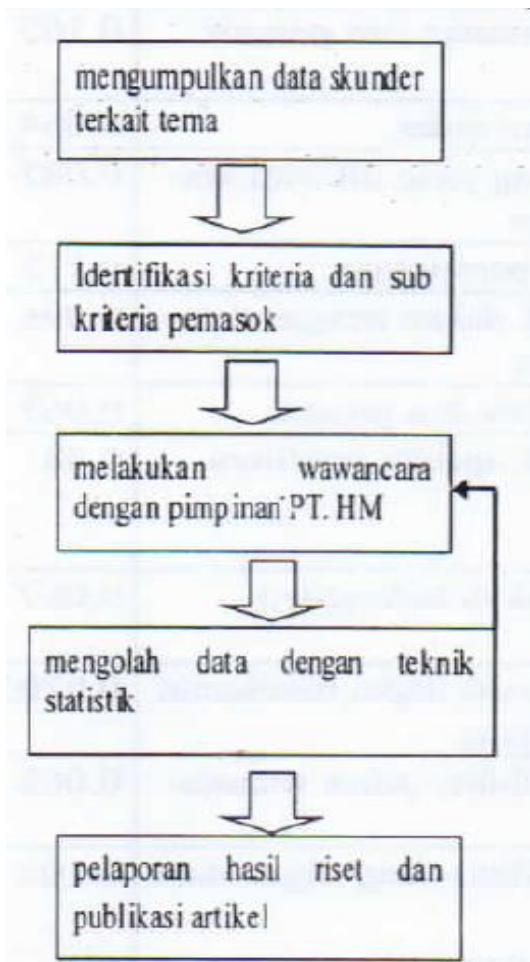 mengumpulkan data skunder
terkait tema
Identifikasi kriteria dan sub
kriteria pemasok
melakukan wawancara
dengan pimpinan PT. HM
mengolah data dengan teknik
statistik
pelaporan hasil riset dan
publikasi artikel